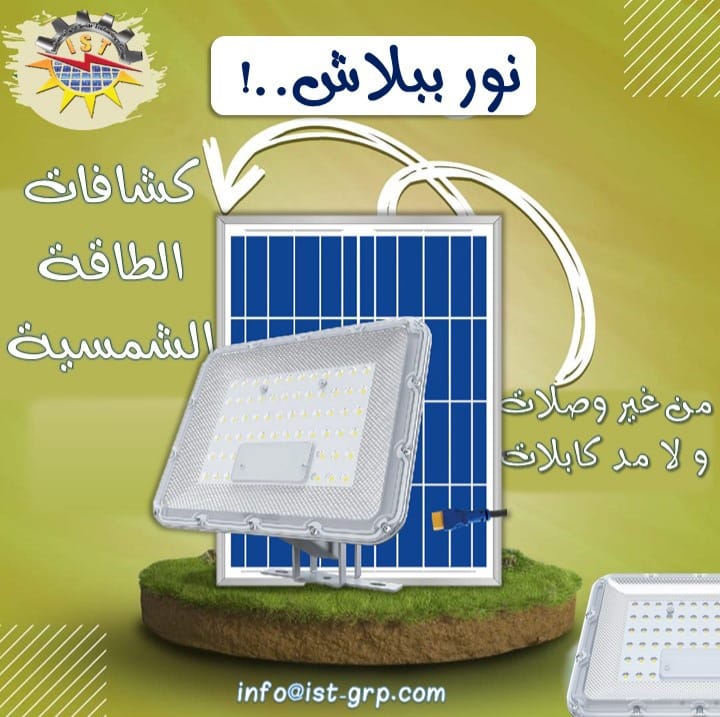 IST
نور ببلاش..!
كشافات
الطاقة
الشمسية
من غير وصلات
و لا مد كابلات
info@ist-grp.com